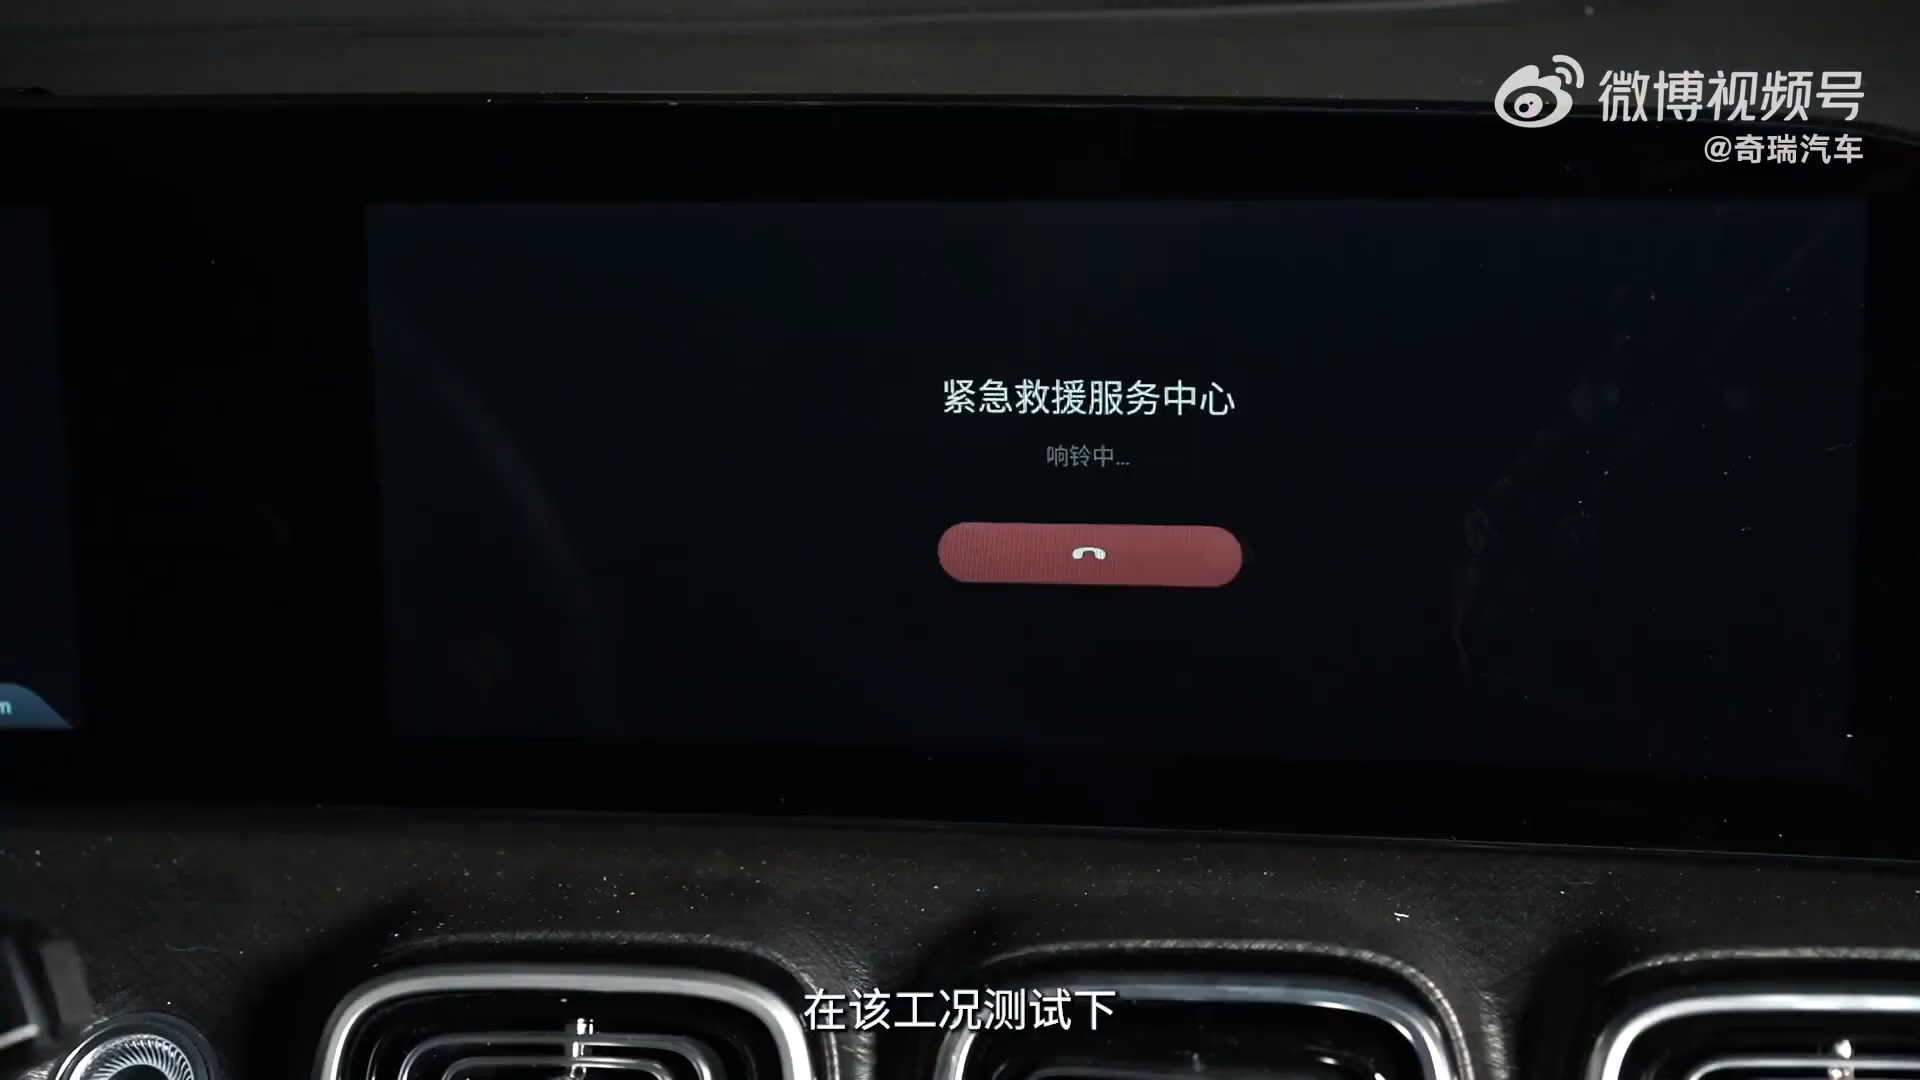 微博视频号
@奇瑞汽车
紧急救援服务中心
响铃中...
m
在该工况测试下